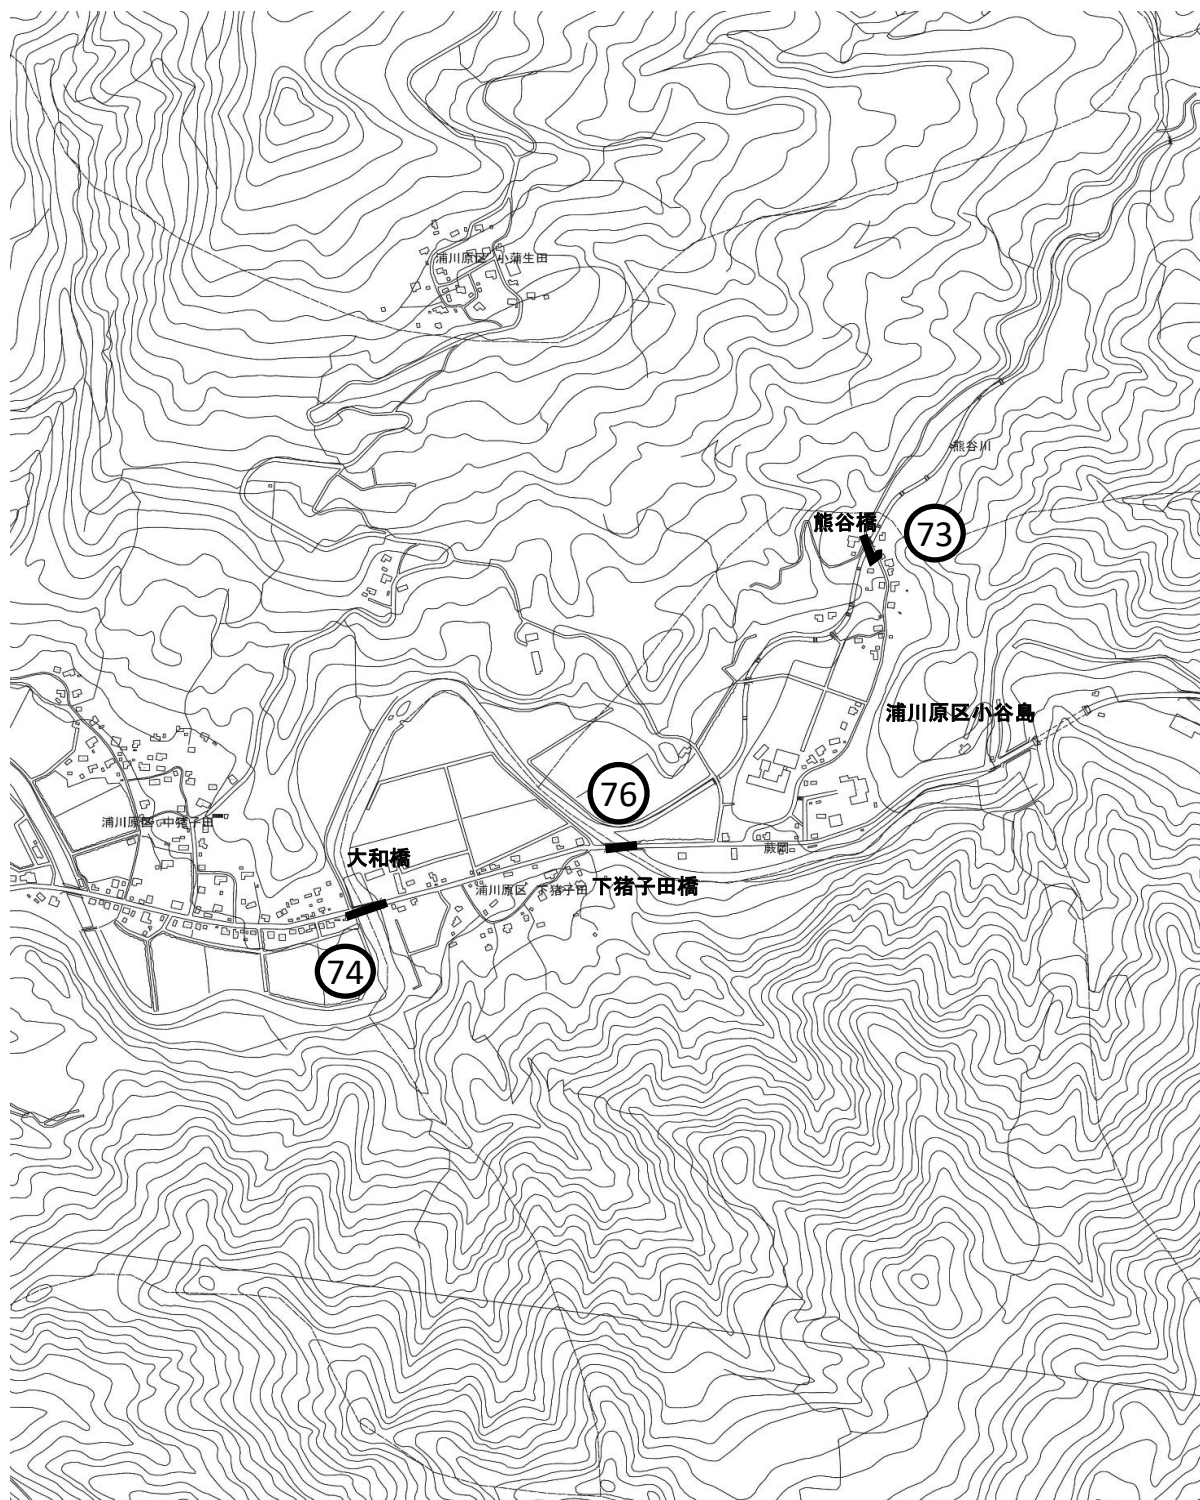 浦川原区 小蒲生田
熊谷川
熊谷橋
73
浦川原区小谷島
76
浦川原区 中猪子田
大和橋
蕨岡
浦川原区 下猪子田
下猪子田橋
74